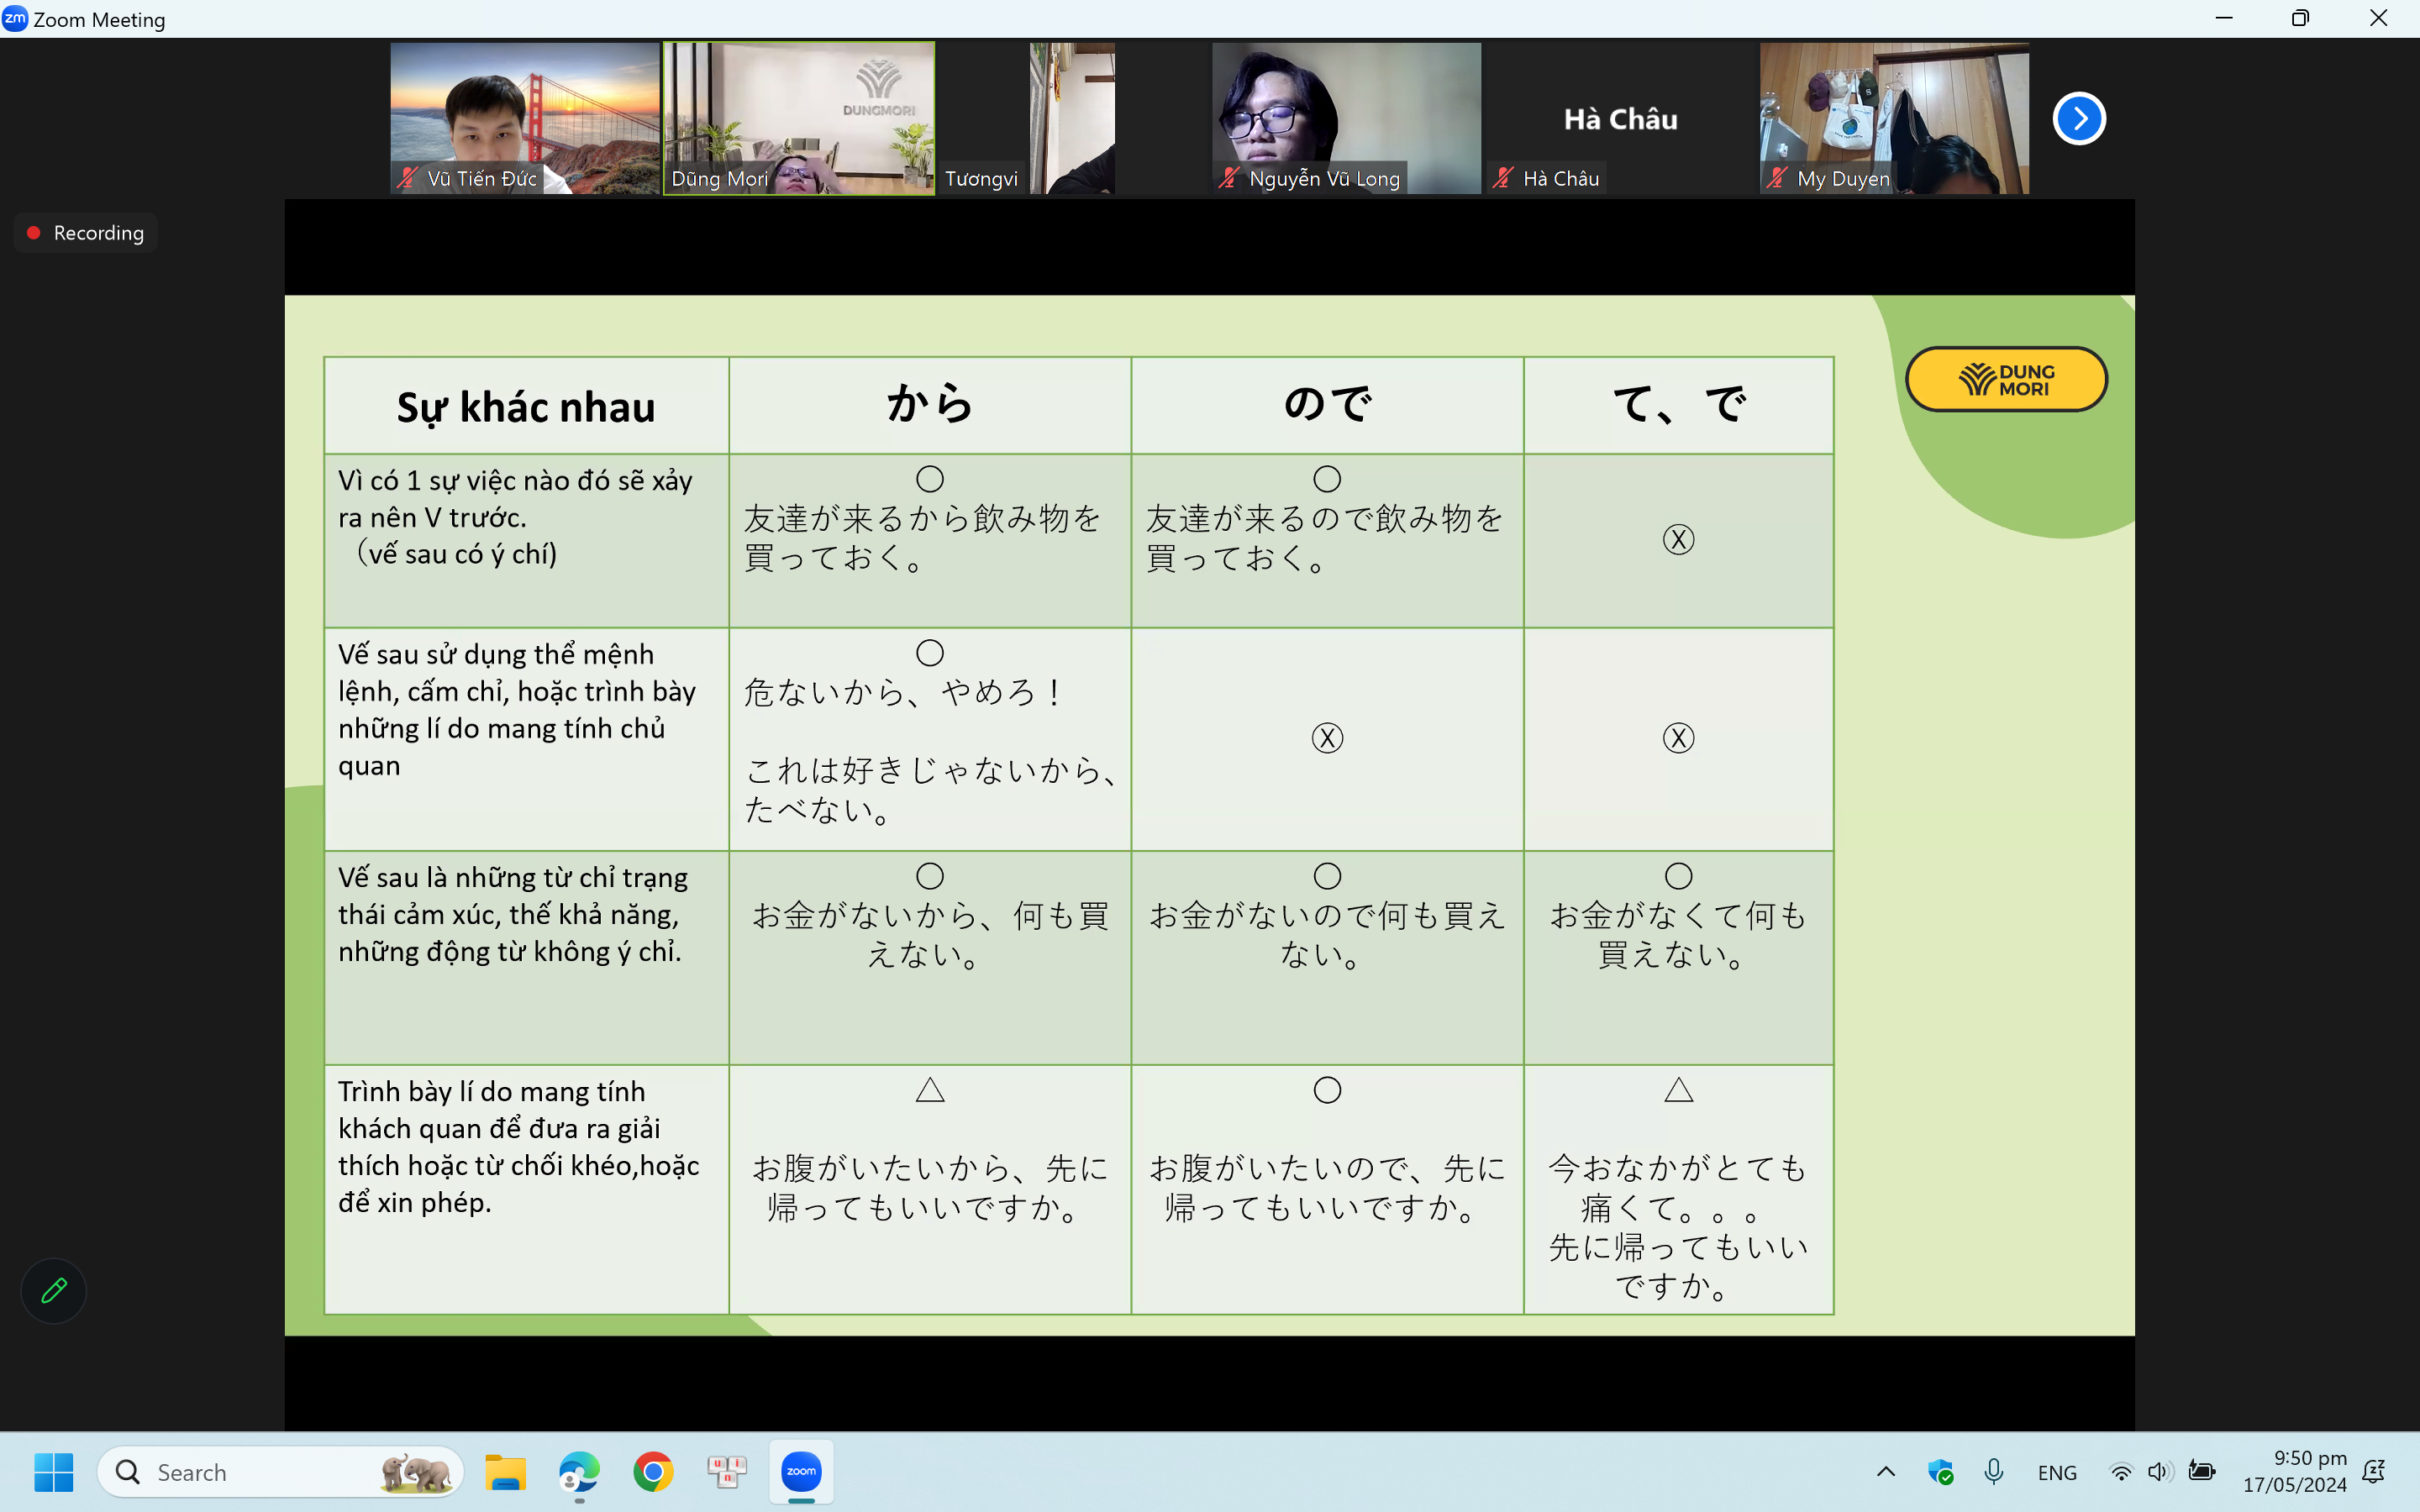 Zoom Meeting
DUNGMORI
Vũ Tiến Đức
Dũng Mori
Tươngvi
Nguyễn Vũ Long
Hà Châu
Hà Châu
My Duyen
Recording
DUNG
MORI
Sự khác nhau
から
ので
て、で
Vì có 1 sự việc nào đó sẽ xảy
ra nên V trước.
（vế sau có ý chí)
○
友達が来るから飲み物を
買っておく。
○
友達が来るので飲み物を
買っておく。
Ⓧ
Vế sau sử dụng thể mệnh
lệnh, cấm chỉ, hoặc trình bày
những lí do mang tính chủ
quan
○
危ないから、やめろ！
これは好きじゃないから、
たべない。
Ⓧ
Ⓧ
Vế sau là những từ chỉ trạng
thái cảm xúc, thế khả năng,
những động từ không ý chỉ.
○
お金がないから、何も買
えない。
○
お金がないので何も買え
ない。
○
お金がなくて何も
買えない。
Trình bày lí do mang tính
khách quan để đưa ra giải
thích hoặc từ chối khéo,hoặc
để xin phép.
△
お腹がいたいから、先に
帰ってもいいですか。
○
お腹がいたいので、先に
帰ってもいいですか。
△
今おなかがとても
痛くて。。。
先に帰ってもいい
ですか。
Search
zoom
ENG
9:50 pm
17/05/2024